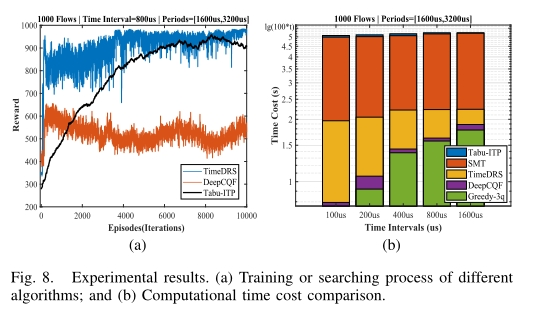 1000 Flows | Time Interval=800us | Periods=[1600us,3200us]
1000
900
800
700
600
500
400
300
200
Reward
TimeDRS
DeepCQF
Tabu-ITP
0
2000
4000
6000
8000
10000
Episodes(Iterations)
(a)
1000 Flows | Periods=[1600us,3200us]
lg(100*t)
5
4.5
4
3.5
3
2.5
2
1.5
1
Time Cost (s)
Tabu-ITP
SMT
TimeDRS
DeepCQF
Greedy-3q
100us
200us
400us
800us
1600us
Time Intervals (us)
(b)
Fig. 8. Experimental results. (a) Training or searching process of different
algorithms; and (b) Computational time cost comparison.